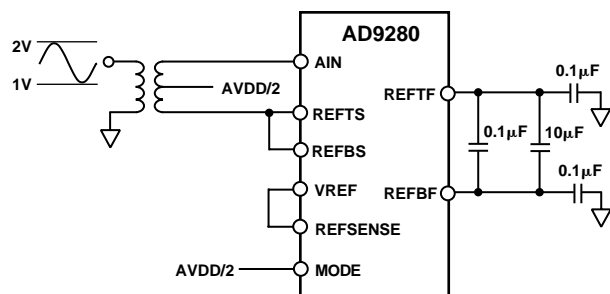 AD9280
2V
1V
AIN
AVDD/2
REFTS
REFBS
VREF
REFSENSE
AVDD/2
MODE
REFTF
REFBF
0.1µF
0.1µF
10µF
0.1µF